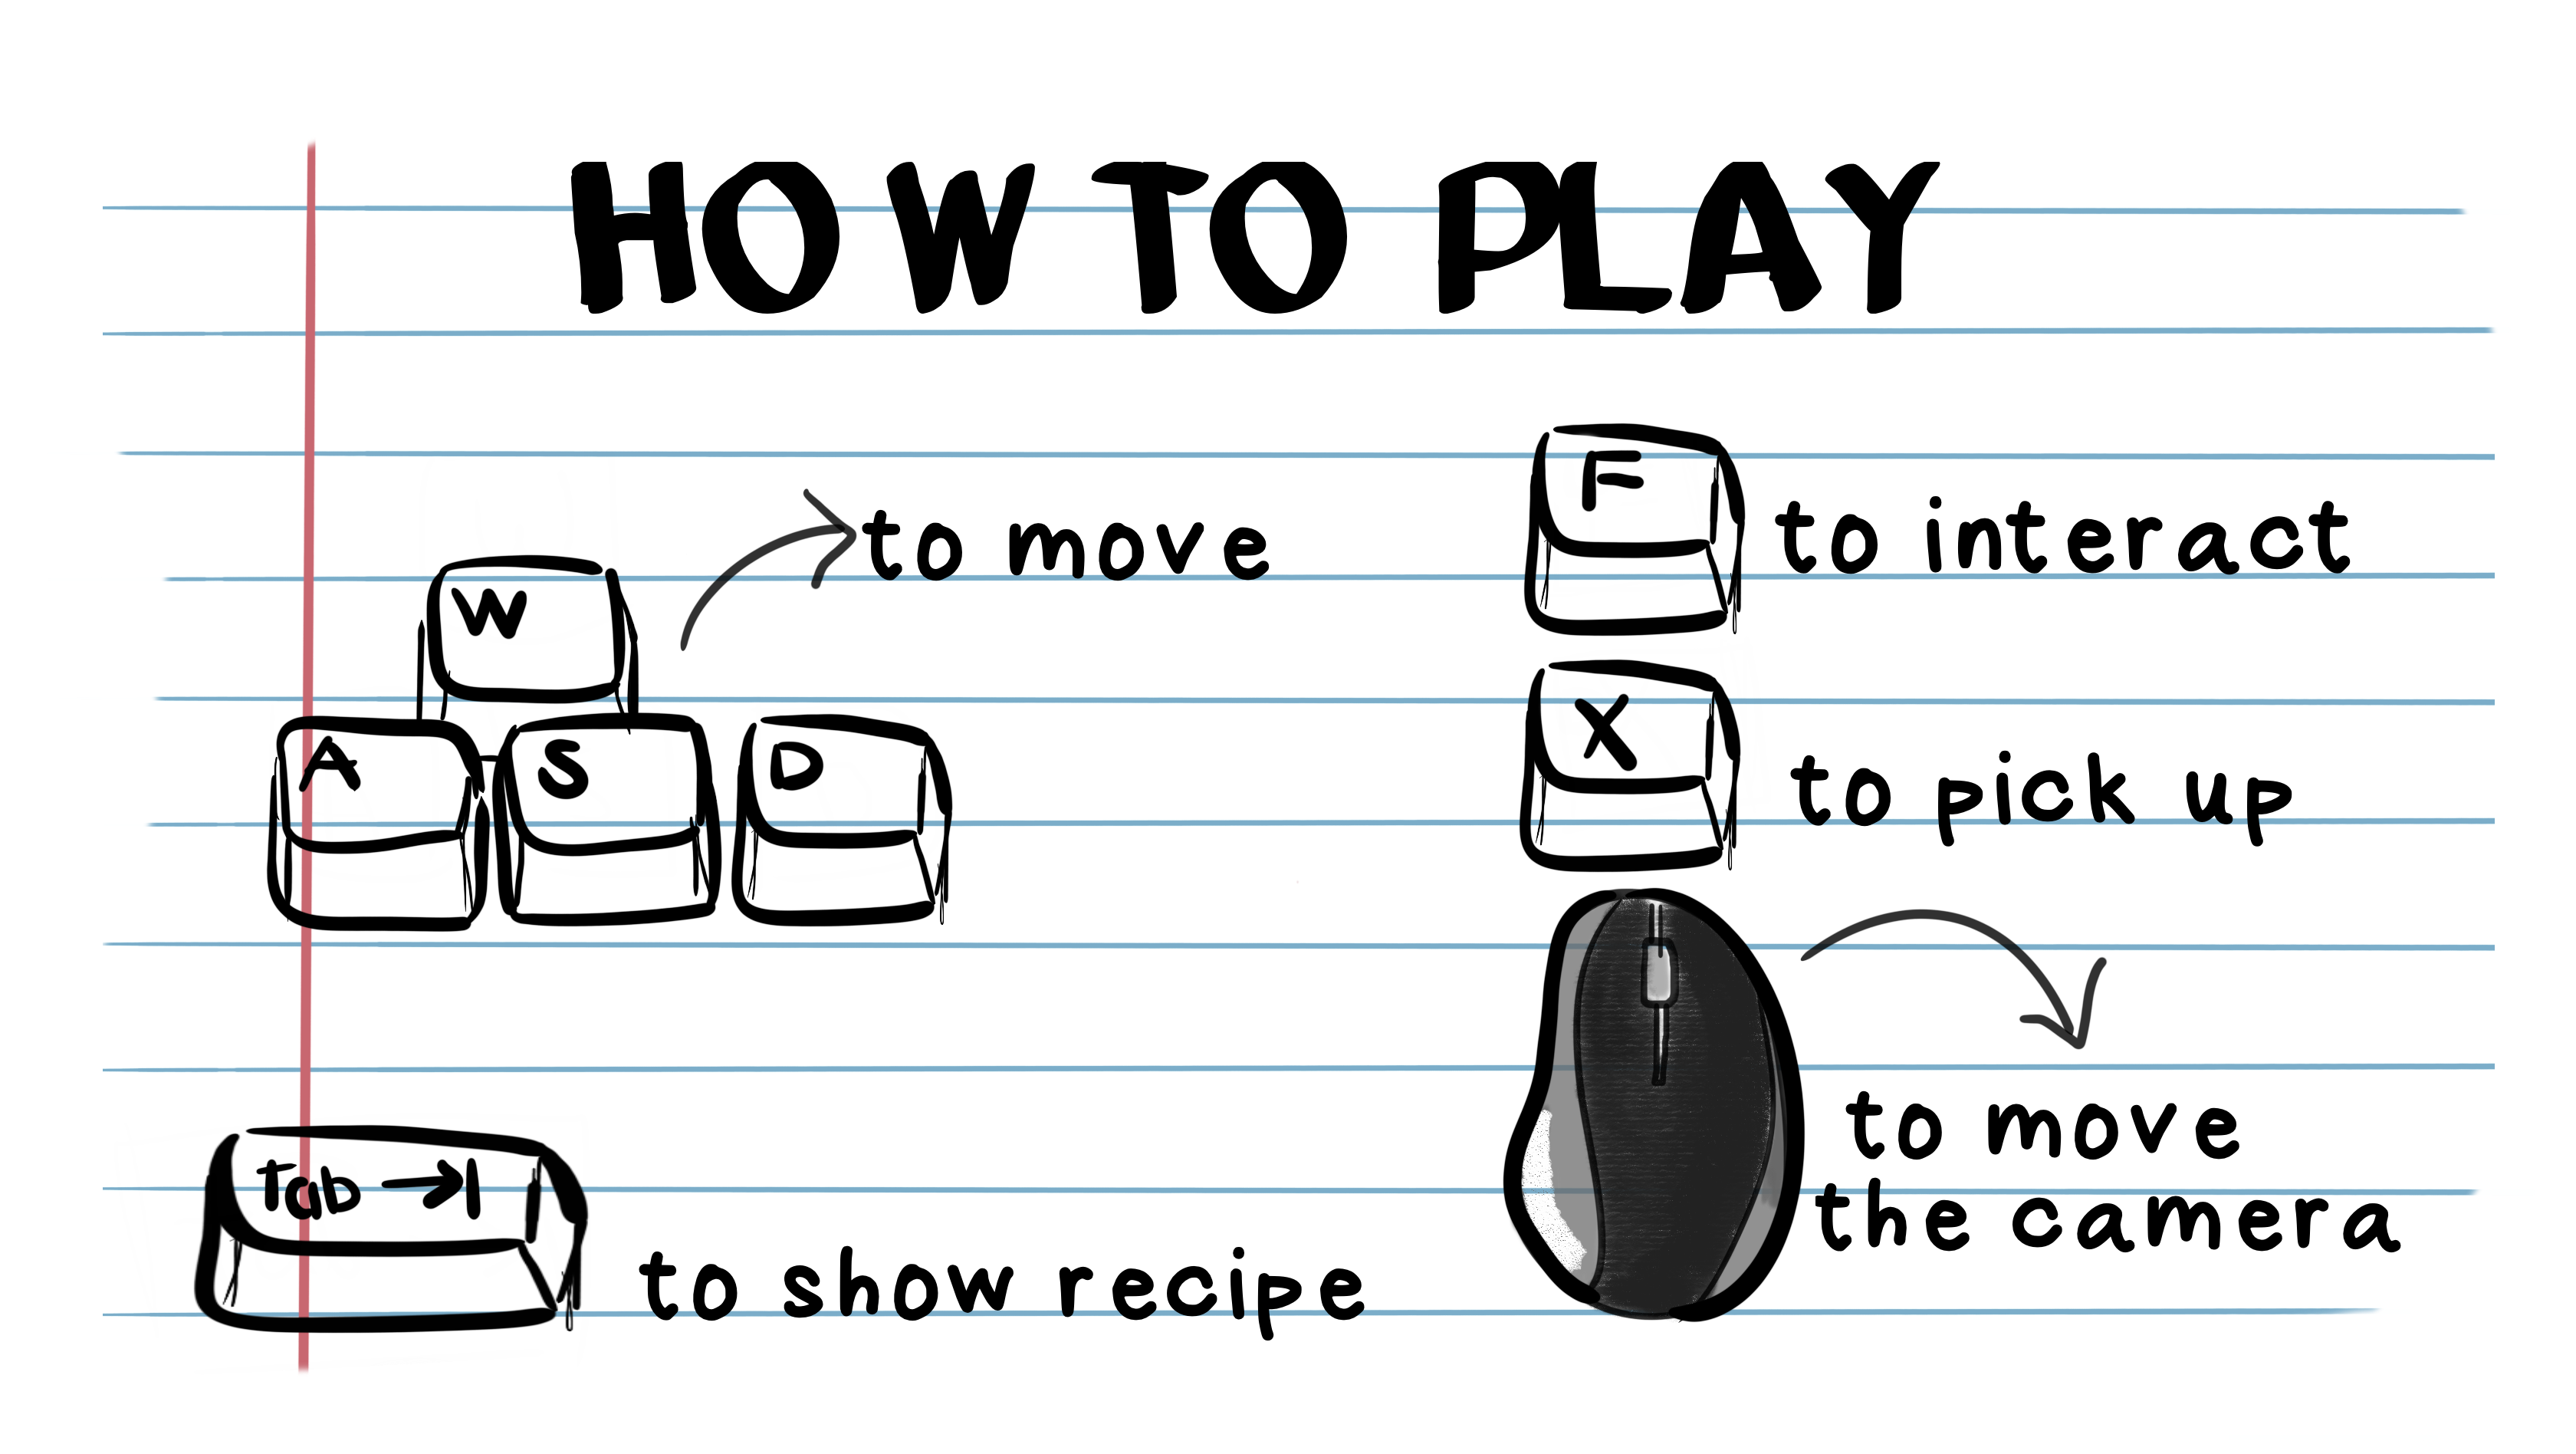 HOW TO PLAY
W
A S D
to move
Tab →|
to show recipe
F
to interact
X
to pick up
to move
the camera